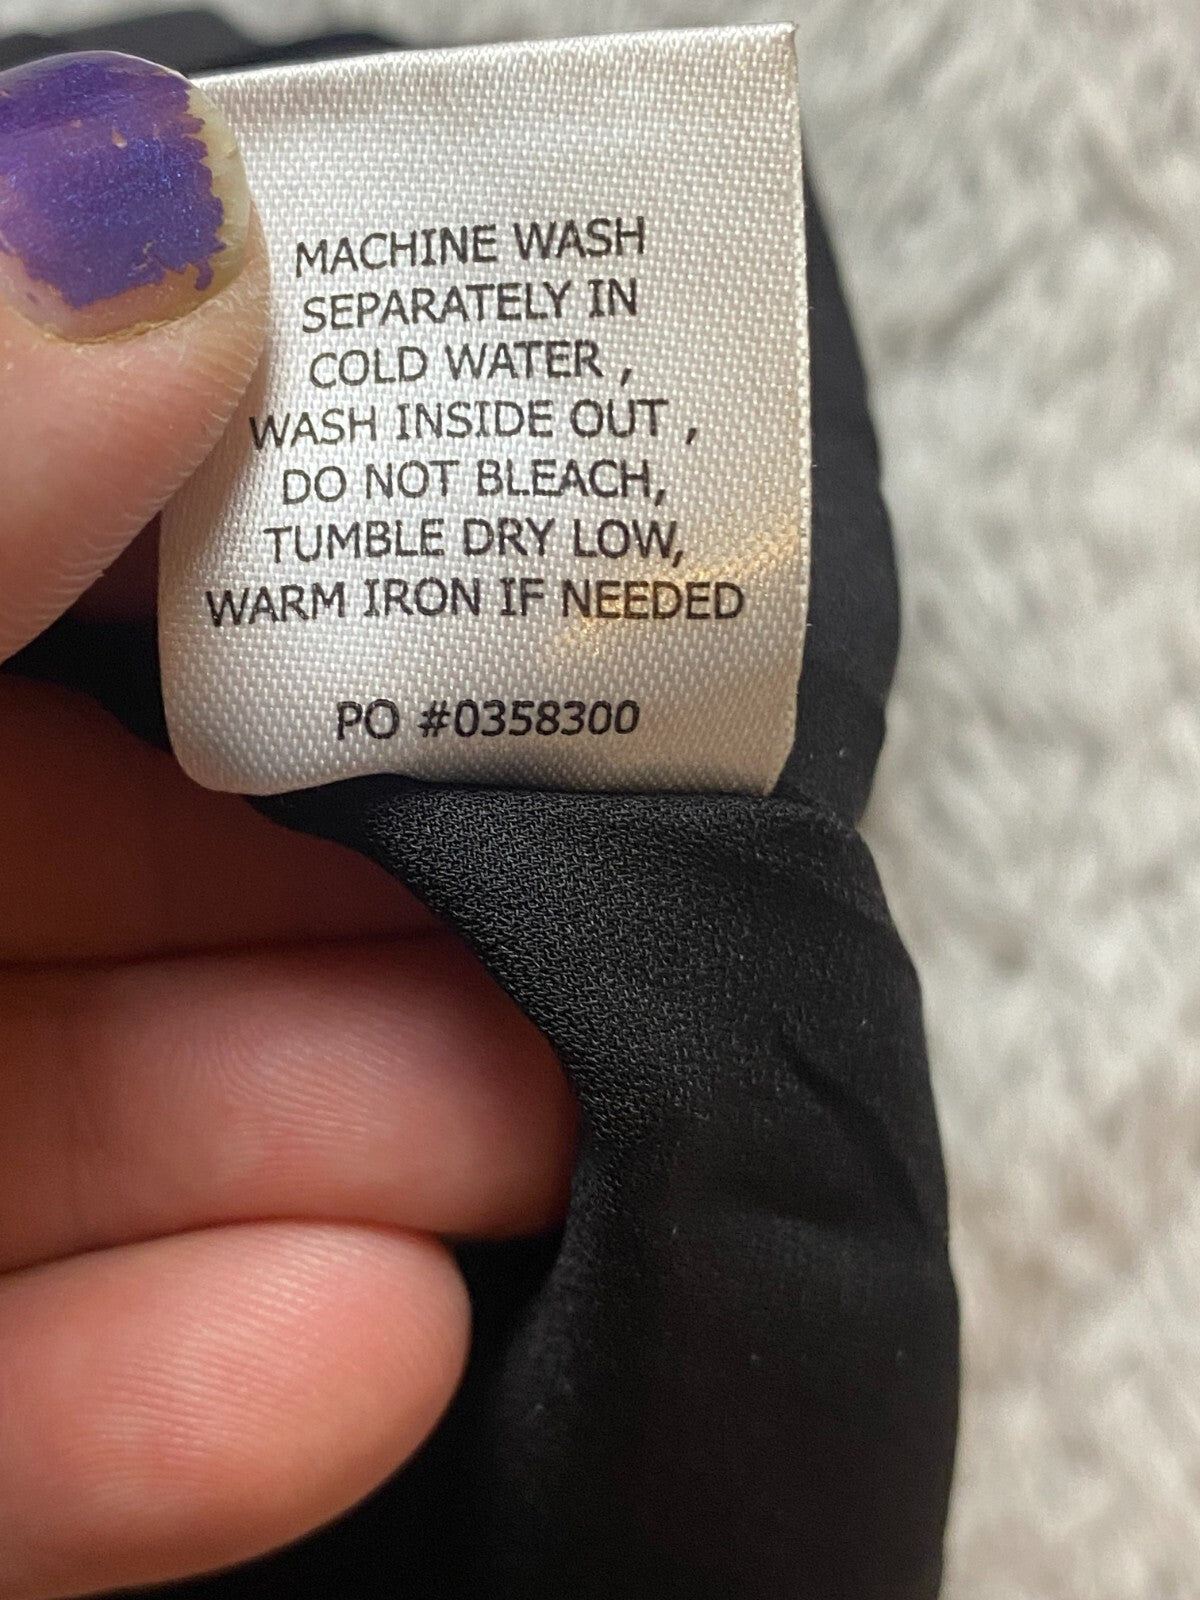 MACHINE WASH
SEPARATELY IN
COLD WATER ,
WASH INSIDE OUT ,
DO NOT BLEACH,
TUMBLE DRY LOW,
WARM IRON IF NEEDED
PO #0358300